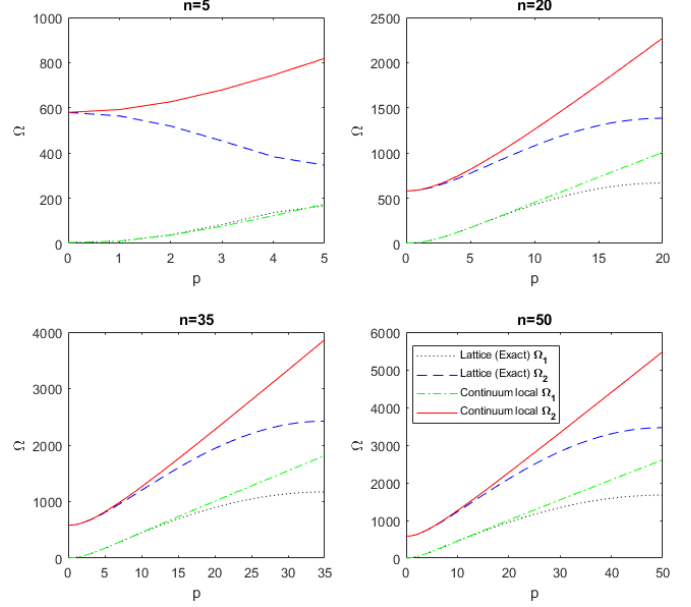 n=5
1000
800
600
400
200
0
Ω
0 1 2 3 4 5
p
n=20
2500
2000
1500
1000
500
0
Ω
0 5 10 15 20
p
n=35
4000
3000
2000
1000
0
Ω
0 5 10 15 20 25 30 35
p
n=50
6000
5000
4000
3000
2000
1000
0
Ω
0 10 20 30 40 50
p
Lattice (Exact) Ω₁
Lattice (Exact) Ω₂
Continuum local Ω₁
Continuum local Ω₂